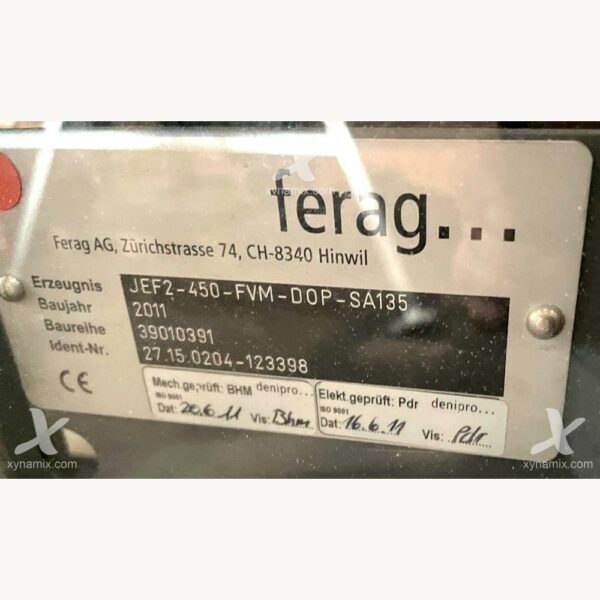 ferag...
Ferag AG, Zürichstrasse 74, CH-8340 Hinwil
Erzeugnis JEF2-450-FVM-DOP-SA135
Baujahr 2011
Baureihe 39010391
Ident-Nr. 27.15.0204-123398
CE
Mech.geprüft: BHM denipro...
ISO 9001
Dat: 20.6.11 Vis: Bhm
Elekt.geprüft: Pdr denipro...
ISO 9001
Dat: 16.6.11 Vis: Pdr
xynamix.com
xynamix.com
xynamix.com